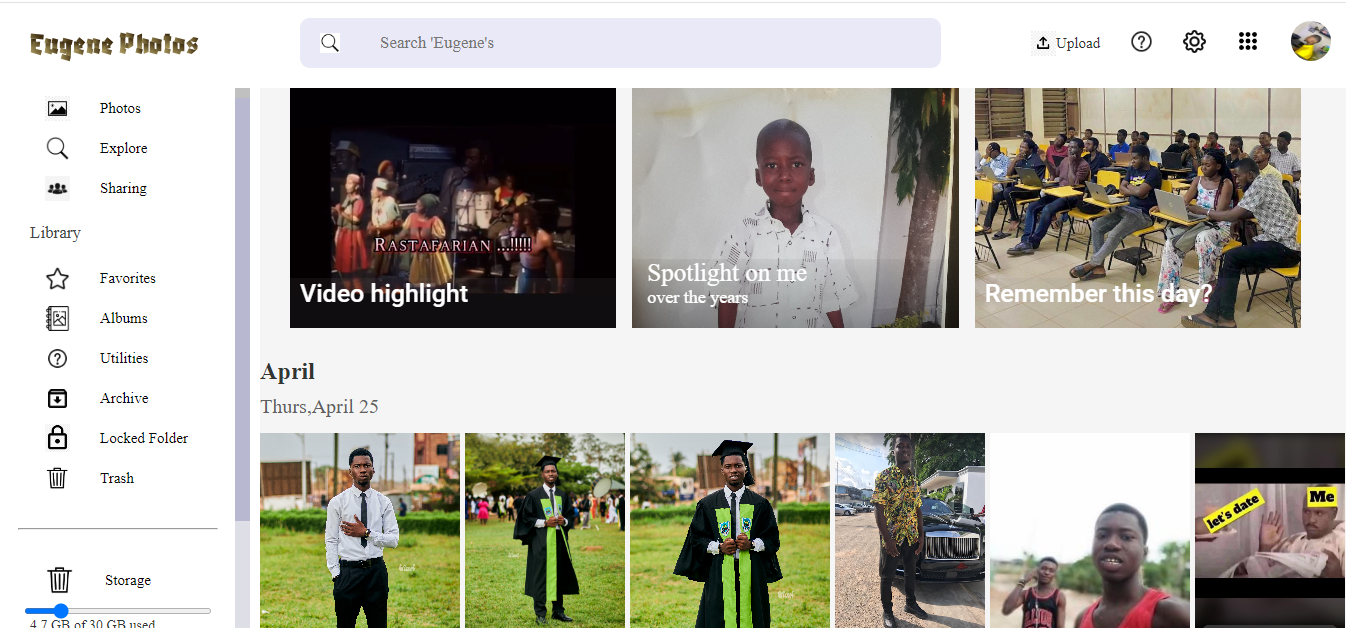 Eugene Photos
Search 'Eugene's
Upload
Photos
Explore
Sharing
Library
Favorites
Albums
Utilities
Archive
Locked Folder
Trash
Storage
4.7 GB of 30 GB used
RASTAFARIAN ...!!!!!
Video highlight
Spotlight on me
over the years
Remember this day?
April
Thurs,April 25
let's date
Me